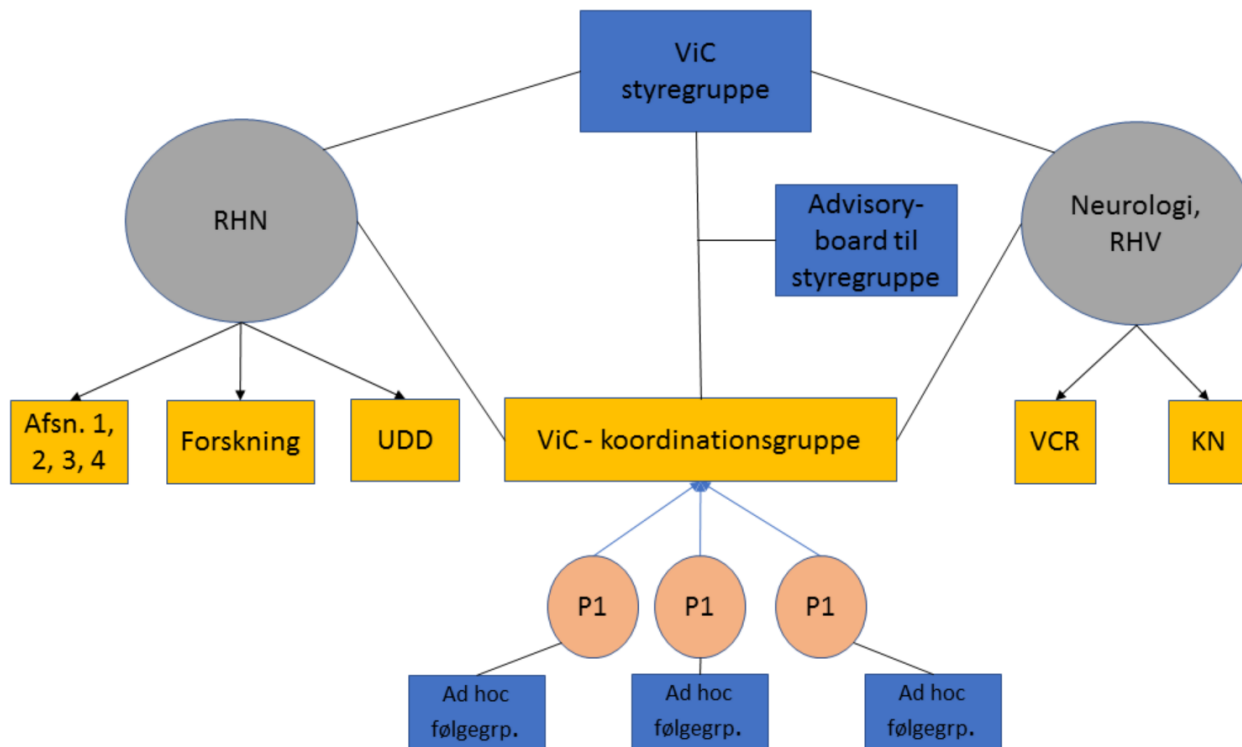 ViC
styregruppe
RHN
Advisory-
board til
styregruppe
Neurologi,
RHV
Afsn. 1,
2, 3, 4
Forskning
UDD
ViC - koordinationsgruppe
VCR
KN
P1
P1
P1
Ad hoc
følgegrp.
Ad hoc
følgegrp.
Ad hoc
følgegrp.